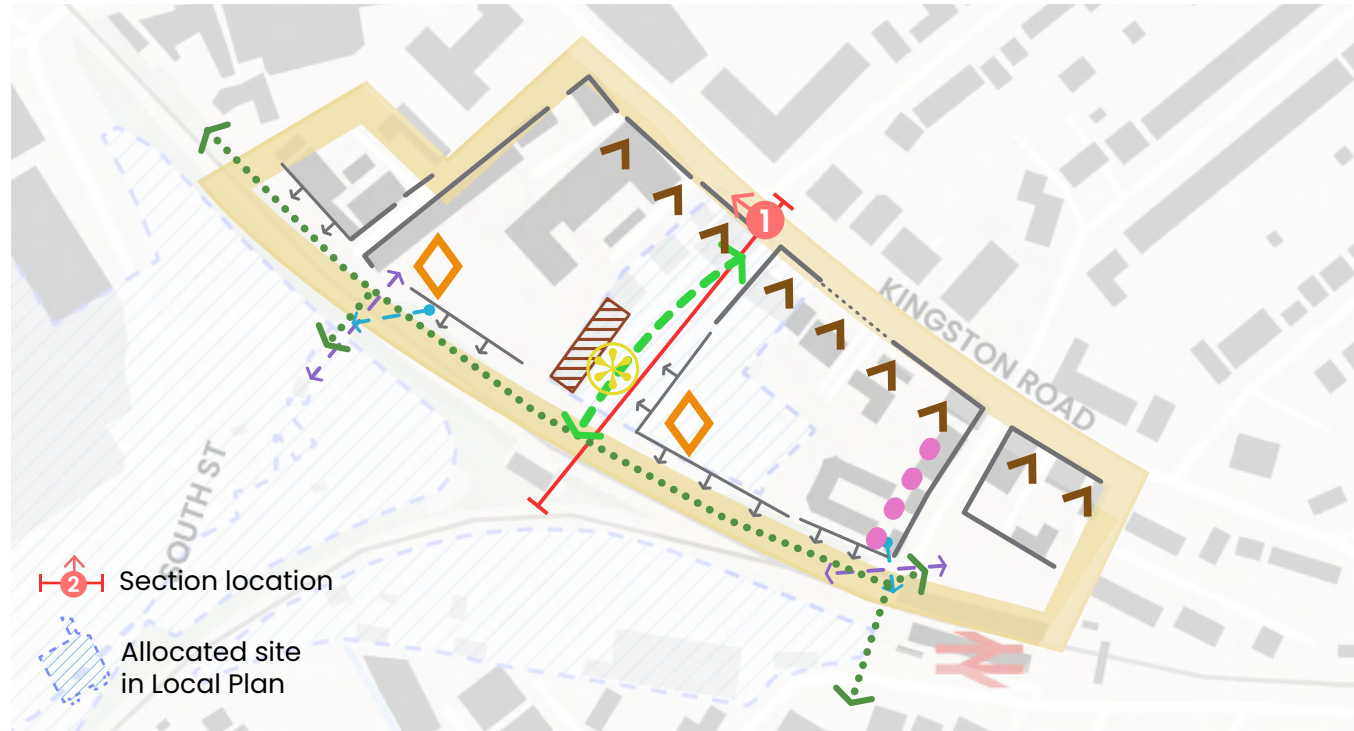 1
KINGSTON ROAD
SOUTH ST
2
Section location
Allocated site
in Local Plan